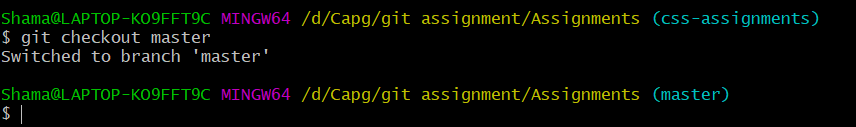 Shama@LAPTOP-KO9FFT9C MINGW64 /d/Capg/git assignment/Assignments (css-assignments)
$ git checkout master
Switched to branch 'master'
Shama@LAPTOP-KO9FFT9C MINGW64 /d/Capg/git assignment/Assignments (master)
$